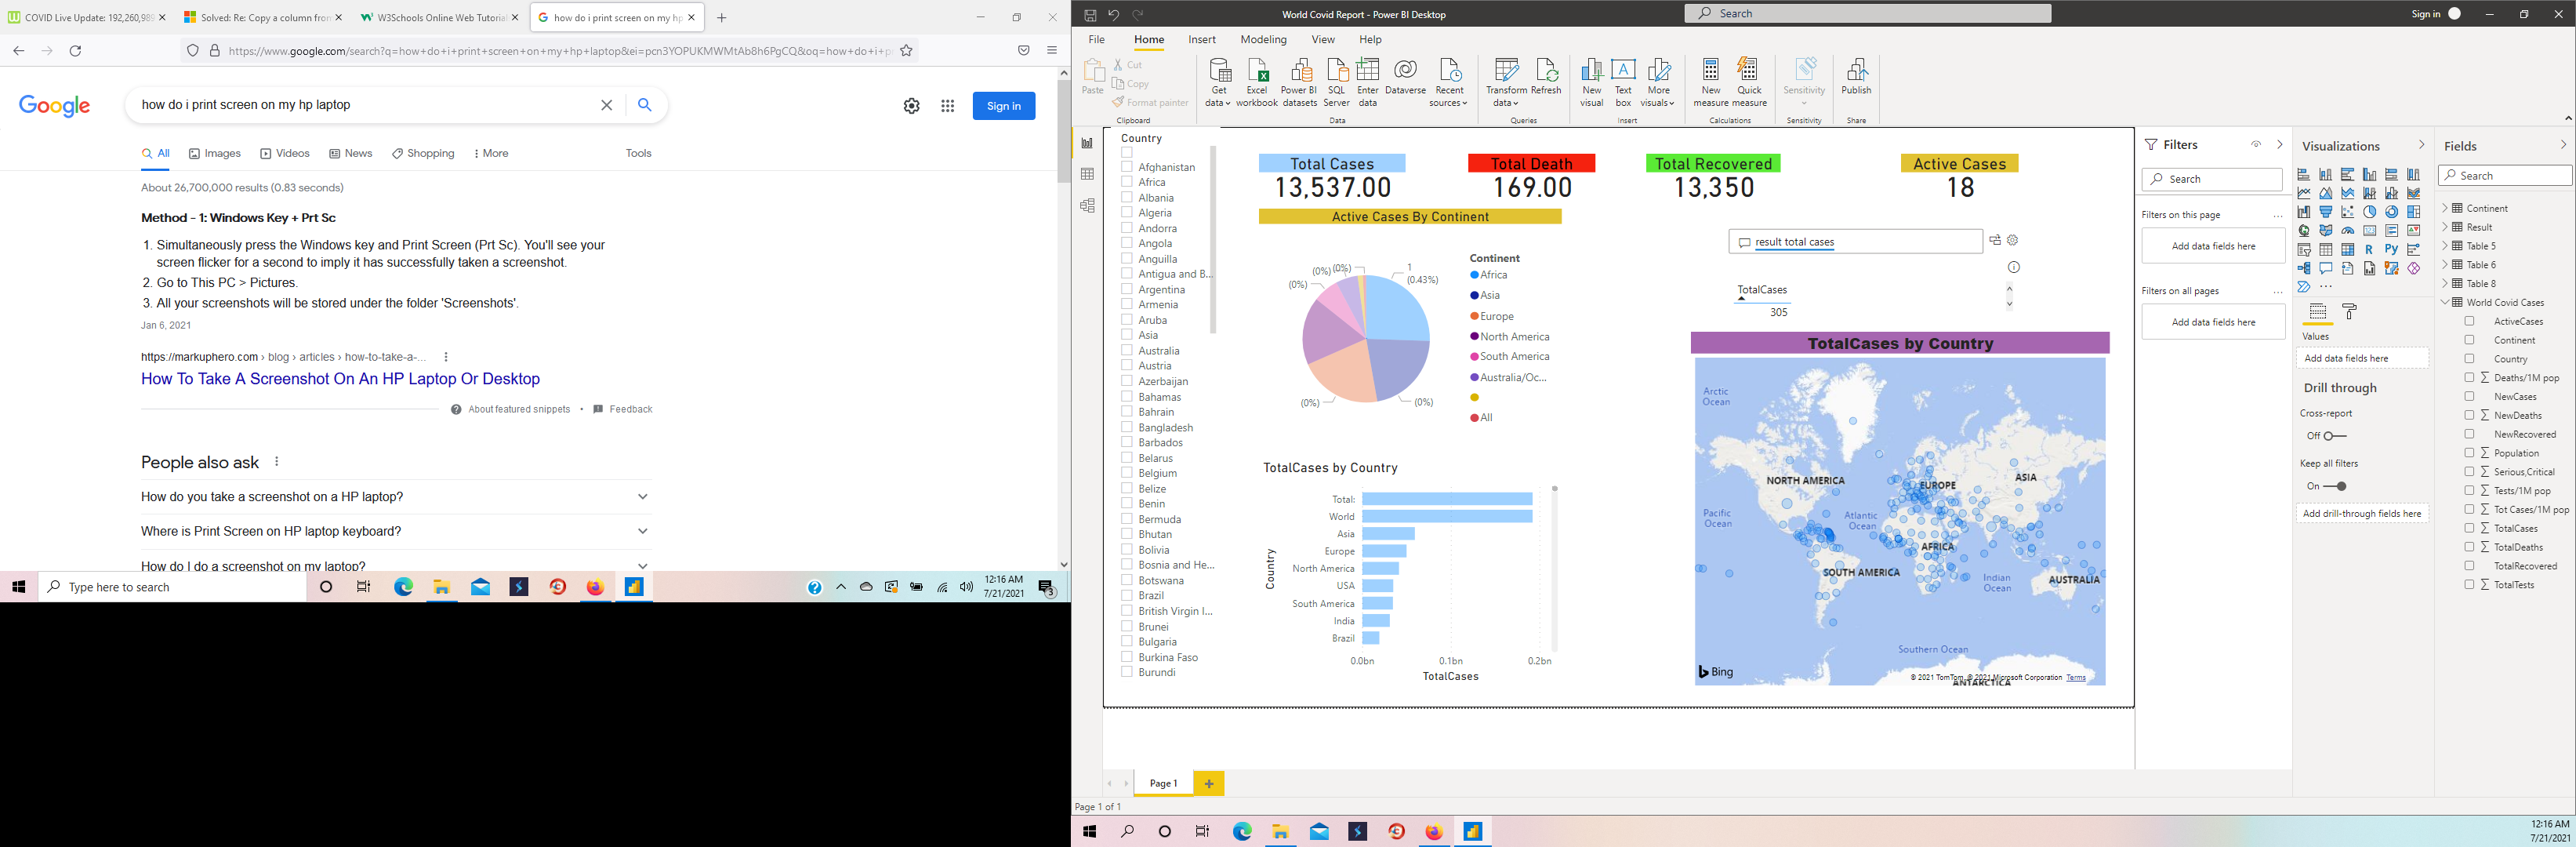 COVID Live Update: 192,260,989
Solved: Re: Copy a column from
W3Schools Online Web Tutorial
how do i print screen on my hp
https://www.google.com/search?q=how+do+i+print+screen+on+my+hp+laptop&ei=pcn3YOPUKMWMtAb8h6PgCQ&oq=how+do+i+p
Google
how do i print screen on my hp laptop
Sign in
All Images Videos News Shopping More Tools
About 26,700,000 results (0.83 seconds)
Method - 1: Windows Key + Prt Sc
1. Simultaneously press the Windows key and Print Screen (Prt Sc). You'll see your
screen flicker for a second to imply it has successfully taken a screenshot.
2. Go to This PC > Pictures.
3. All your screenshots will be stored under the folder 'Screenshots'.
Jan 6, 2021
https://markuphero.com › blog › articles › how-to-take-a-...
How To Take A Screenshot On An HP Laptop Or Desktop
About featured snippets • Feedback
People also ask
How do you take a screenshot on a HP laptop?
Where is Print Screen on HP laptop keyboard?
How do I do a screenshot on my laptop?
Type here to search
12:16 AM
7/21/2021
3
World Covid Report - Power BI Desktop
Search
Sign in
File Home Insert Modeling View Help
Paste
Cut
Copy
Format painter
Clipboard
Get data
Excel workbook
Power BI datasets
SQL Server
Enter data
Dataverse
Recent sources
Data
Transform data
Refresh
Queries
New visual
Text box
More visuals
Insert
New measure
Quick measure
Calculations
Sensitivity
Sensitivity
Publish
Share
Country
Afghanistan
Africa
Albania
Algeria
Andorra
Angola
Anguilla
Antigua and B...
Argentina
Armenia
Aruba
Asia
Australia
Austria
Azerbaijan
Bahamas
Bahrain
Bangladesh
Barbados
Belarus
Belgium
Belize
Benin
Bermuda
Bhutan
Bolivia
Bosnia and He...
Botswana
Brazil
British Virgin I...
Brunei
Bulgaria
Burkina Faso
Burundi
Total Cases
13,537.00
Total Death
169.00
Total Recovered
13,350
Active Cases
18
Active Cases By Continent
(0%) (0%)
1
(0.43%)
(0%)
(0%)
(0%)
Continent
Africa
Asia
Europe
North America
South America
Australia/Oc...
All
result total cases
TotalCases
305
TotalCases by Country
Country
Total:
World
Asia
Europe
North America
USA
South America
India
Brazil
0.0bn 0.1bn 0.2bn
TotalCases
TotalCases by Country
Arctic
Ocean
NORTH AMERICA
EUROPE
ASIA
Pacific
Ocean
Atlantic
Ocean
AFRICA
SOUTH AMERICA
Indian
Ocean
AUSTRALIA
Southern Ocean
Bing
© 2021 TomTom, © 2021 Microsoft Corporation Terms
ANTARCTICA
Filters
Search
Filters on this page ...
Add data fields here
Filters on all pages ...
Add data fields here
Visualizations
R Py
...
Values
Add data fields here
Drill through
Cross-report
Off
Keep all filters
On
Add drill-through fields here
Fields
Search
Continent
Result
Table 5
Table 6
Table 8
World Covid Cases
ActiveCases
Continent
Country
∑ Deaths/1M pop
NewCases
∑ NewDeaths
NewRecovered
∑ Population
∑ Serious,Critical
∑ Tests/1M pop
∑ Tot Cases/1M pop
∑ TotalCases
∑ TotalDeaths
TotalRecovered
∑ TotalTests
Page 1
+
Page 1 of 1
12:16 AM
7/21/2021